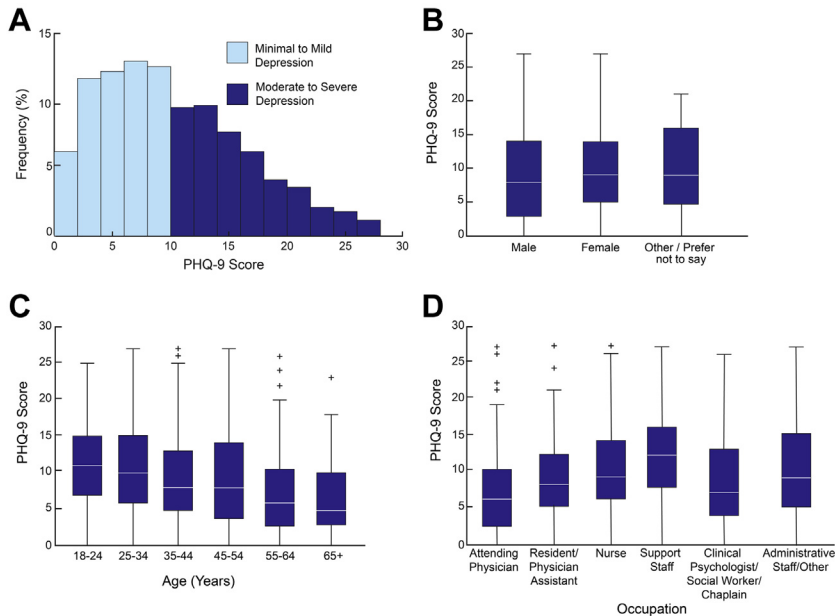 A
15
10
5
0
Frequency (%)
Minimal to Mild
Depression
Moderate to Severe
Depression
0 5 10 15 20 25 30
PHQ-9 Score
B
30
25
20
15
10
5
0
PHQ-9 Score
Male Female Other / Prefer
not to say
C
30
25
20
15
10
5
0
PHQ-9 Score
18-24 25-34 35-44 45-54 55-64 65+
Age (Years)
D
30
25
20
15
10
5
0
PHQ-9 Score
Attending
Physician
Resident/
Physician
Assistant
Nurse
Support
Staff
Clinical
Psychologist/
Social Worker/
Chaplain
Administrative
Staff/Other
Occupation